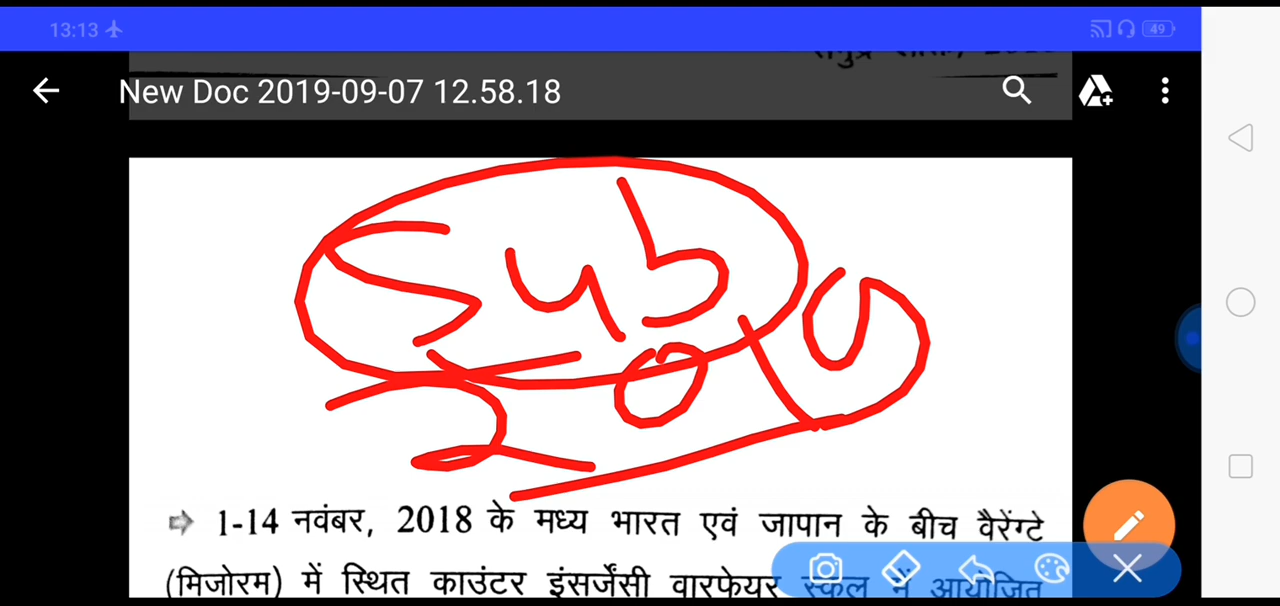 13:13
49
New Doc 2019-09-07 12.58.18
2019
⇨ 1-14 नवंबर, 2018 के मध्य भारत एवं जापान के बीच वैरेंग्टे
(मिजोरम) में स्थित काउंटर इंसर्जेंसी वारफेयर स्कूल में आयोजित